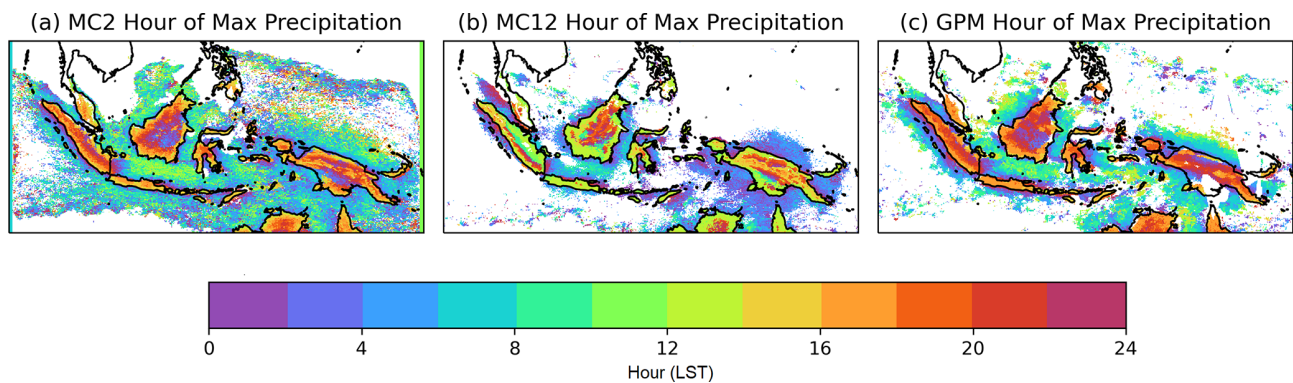 (a) MC2 Hour of Max Precipitation
(b) MC12 Hour of Max Precipitation
(c) GPM Hour of Max Precipitation
0 4 8 12 16 20 24
Hour (LST)